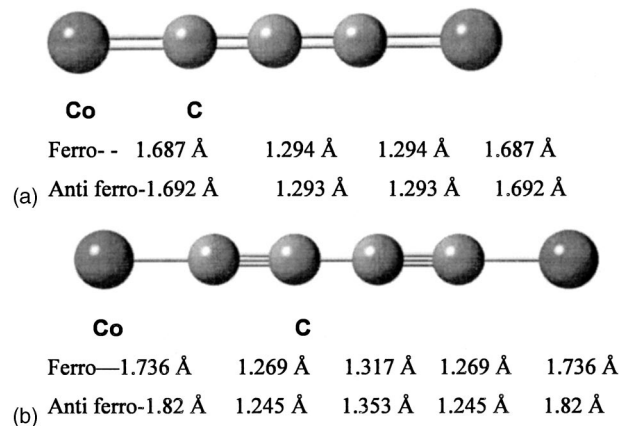 Co C
Ferro- - 1.687 Å 1.294 Å 1.294 Å 1.687 Å
(a) Anti ferro-1.692 Å 1.293 Å 1.293 Å 1.692 Å
Co C
Ferro—1.736 Å 1.269 Å 1.317 Å 1.269 Å 1.736 Å
(b) Anti ferro-1.82 Å 1.245 Å 1.353 Å 1.245 Å 1.82 Å